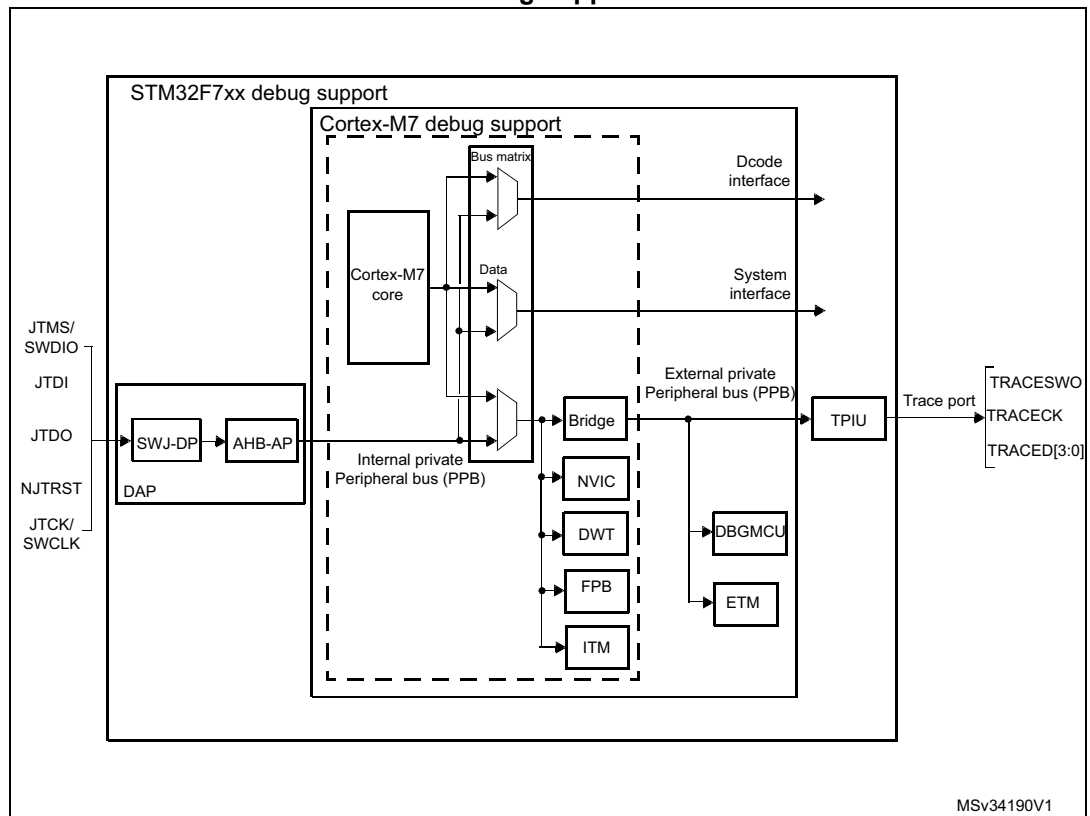 STM32F7xx debug support
Cortex-M7 debug support
Bus matrix
Dcode
interface
Cortex-M7
core
Data
System
interface
JTMS/
SWDIO
JTDI
JTDO
NJTRST
JTCK/
SWCLK
SWJ-DP
AHB-AP
DAP
Internal private
Peripheral bus (PPB)
Bridge
NVIC
DWT
FPB
ITM
External private
Peripheral bus (PPB)
DBGMCU
ETM
TPIU
Trace port
TRACESWO
TRACECK
TRACED[3:0]
MSv34190V1